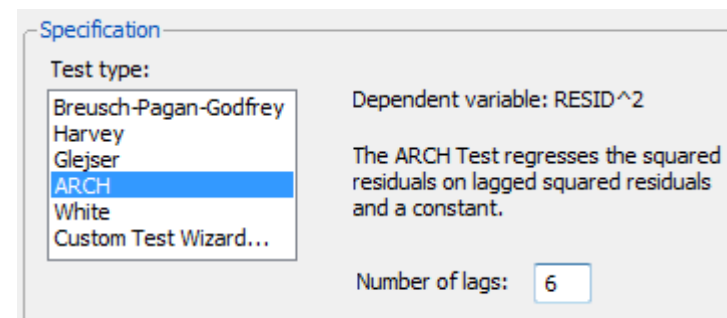 Specification
Test type:
Breusch-Pagan-Godfrey
Harvey
Glejser
ARCH
White
Custom Test Wizard...
Dependent variable: RESID^2
The ARCH Test regresses the squared
residuals on lagged squared residuals
and a constant.
Number of lags: 6